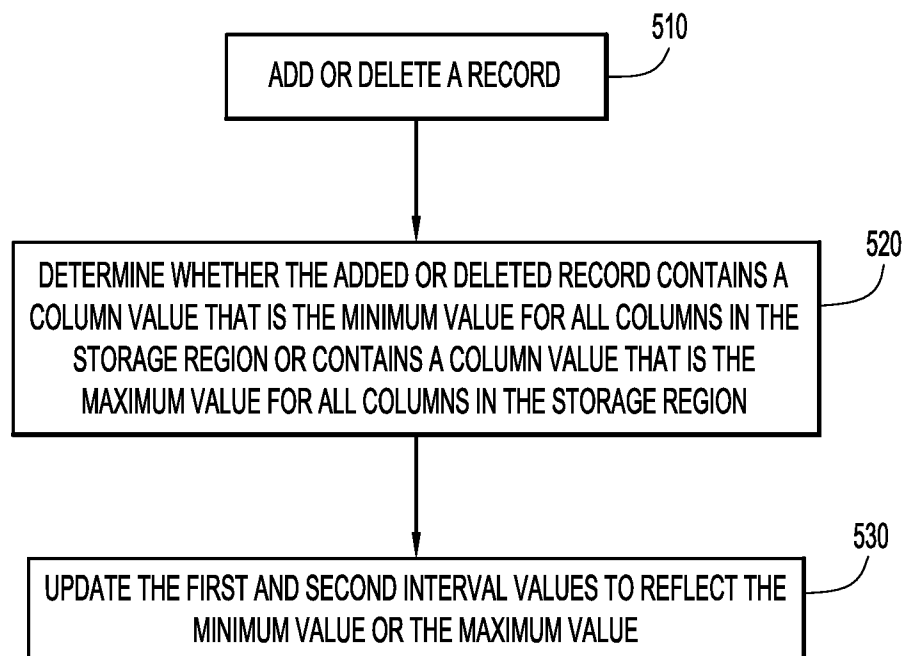 510
ADD OR DELETE A RECORD
520
DETERMINE WHETHER THE ADDED OR DELETED RECORD CONTAINS A
COLUMN VALUE THAT IS THE MINIMUM VALUE FOR ALL COLUMNS IN THE
STORAGE REGION OR CONTAINS A COLUMN VALUE THAT IS THE
MAXIMUM VALUE FOR ALL COLUMNS IN THE STORAGE REGION
530
UPDATE THE FIRST AND SECOND INTERVAL VALUES TO REFLECT THE
MINIMUM VALUE OR THE MAXIMUM VALUE